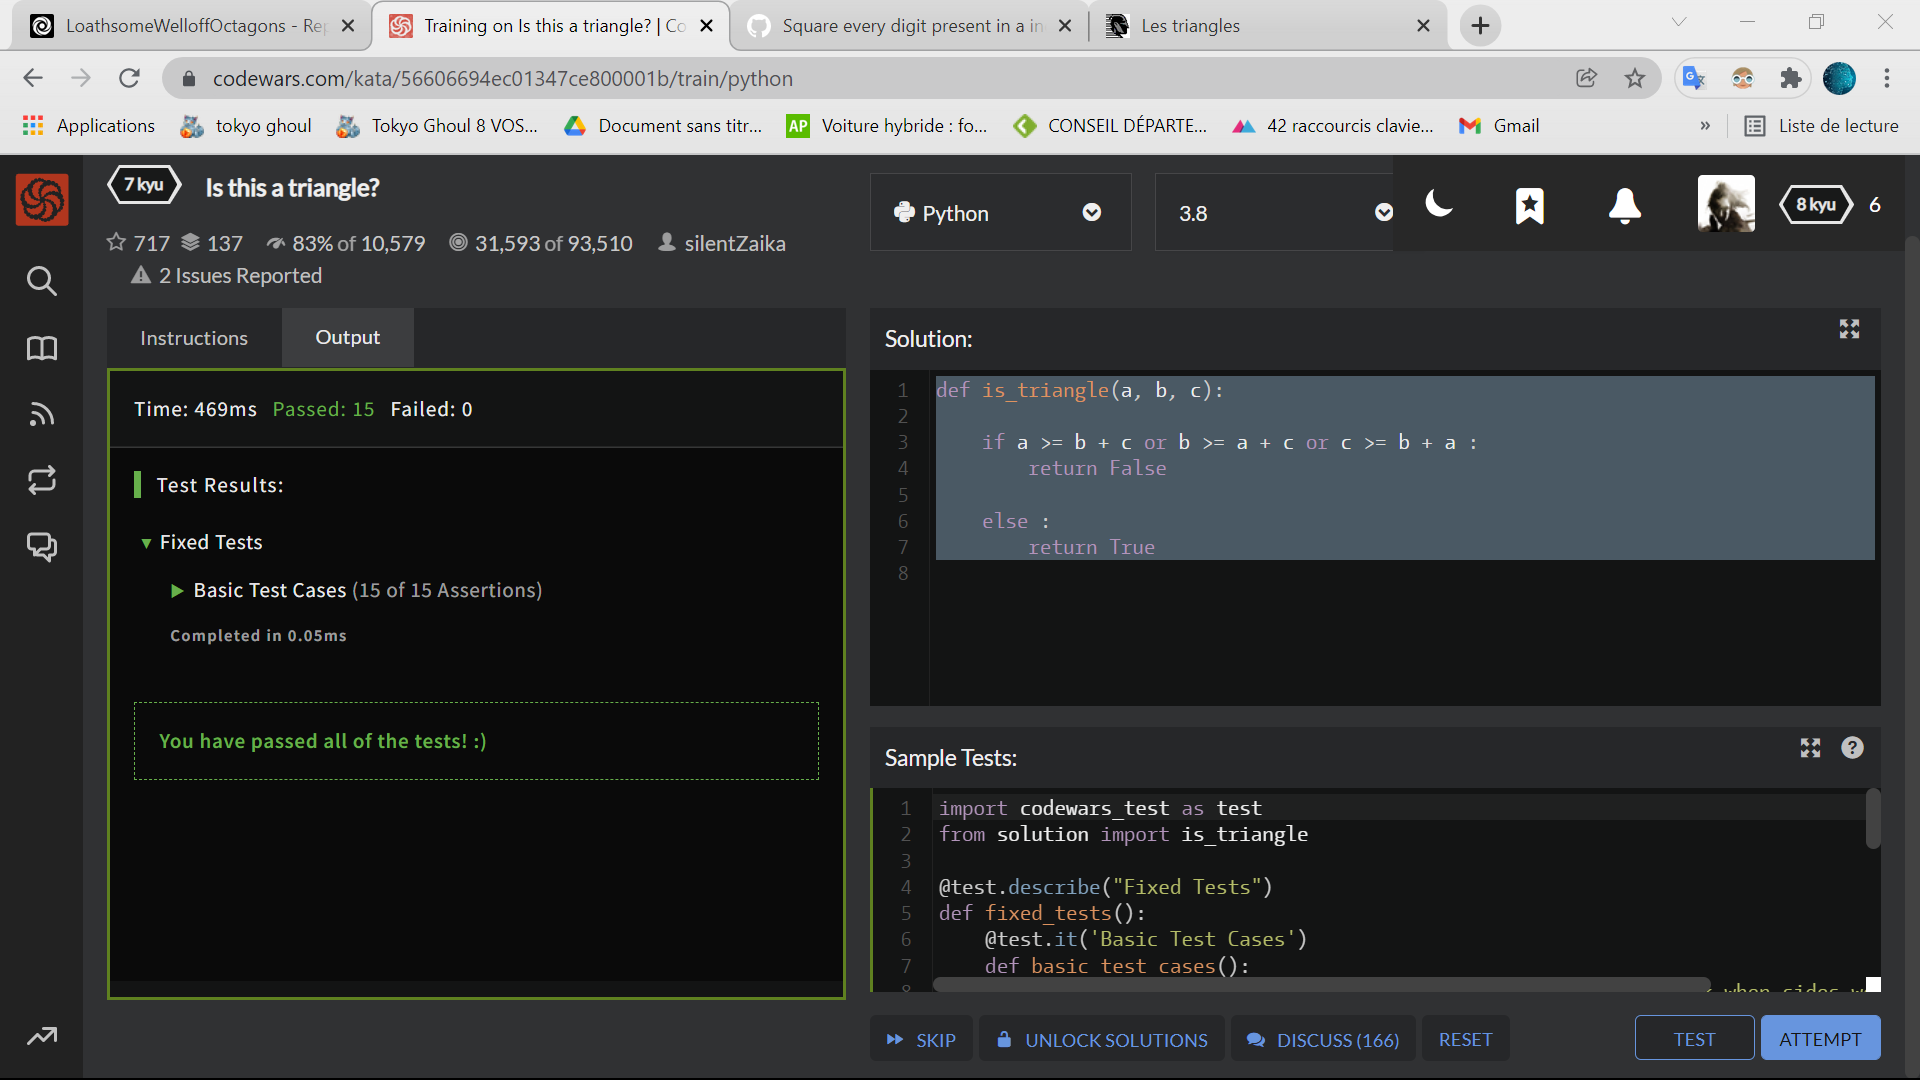 LoathsomeWelloffOctagons - Rep
Training on Is this a triangle? | Co
Square every digit present in a in
Les triangles
codewars.com/kata/56606694ec01347ce800001b/train/python
Applications
tokyo ghoul
Tokyo Ghoul 8 VOS...
Document sans titr...
AP
Voiture hybride : fo...
CONSEIL DÉPARTE...
42 raccourcis clavie...
Gmail
»
Liste de lecture
7 kyu
Is this a triangle?
717 137 83% of 10,579 31,593 of 93,510 silentZaika
2 Issues Reported
Python
3.8
8 kyu
6
Instructions
Output
Time: 469ms Passed: 15 Failed: 0
Test Results:
Fixed Tests
Basic Test Cases (15 of 15 Assertions)
Completed in 0.05ms
You have passed all of the tests! :)
Solution:
1 def is_triangle(a, b, c):
2
3 if a >= b + c or b >= a + c or c >= b + a :
4 return False
5
6 else :
7 return True
8
Sample Tests:
1 import codewars_test as test
2 from solution import is_triangle
3
4 @test.describe("Fixed Tests")
5 def fixed_tests():
6 @test.it('Basic Test Cases')
7 def basic_test_cases():
8 when sides
SKIP
UNLOCK SOLUTIONS
DISCUSS (166)
RESET
TEST
ATTEMPT